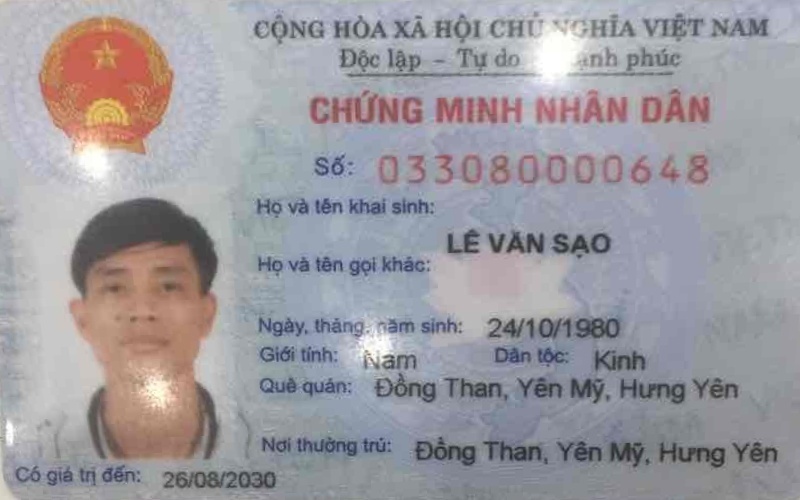 CỘNG HÒA XÃ HỘI CHỦ NGHĨA VIỆT NAM
Độc lập - Tự do - Hạnh phúc
CHỨNG MINH NHÂN DÂN
Số: 033080000648
Họ và tên khai sinh:
LÊ VĂN SẠO
Họ và tên gọi khác:
Ngày, tháng, năm sinh: 24/10/1980
Giới tính: Nam Dân tộc: Kinh
Quê quán: Đồng Than, Yên Mỹ, Hưng Yên
Nơi thường trú: Đồng Than, Yên Mỹ, Hưng Yên
Có giá trị đến: 26/08/2030